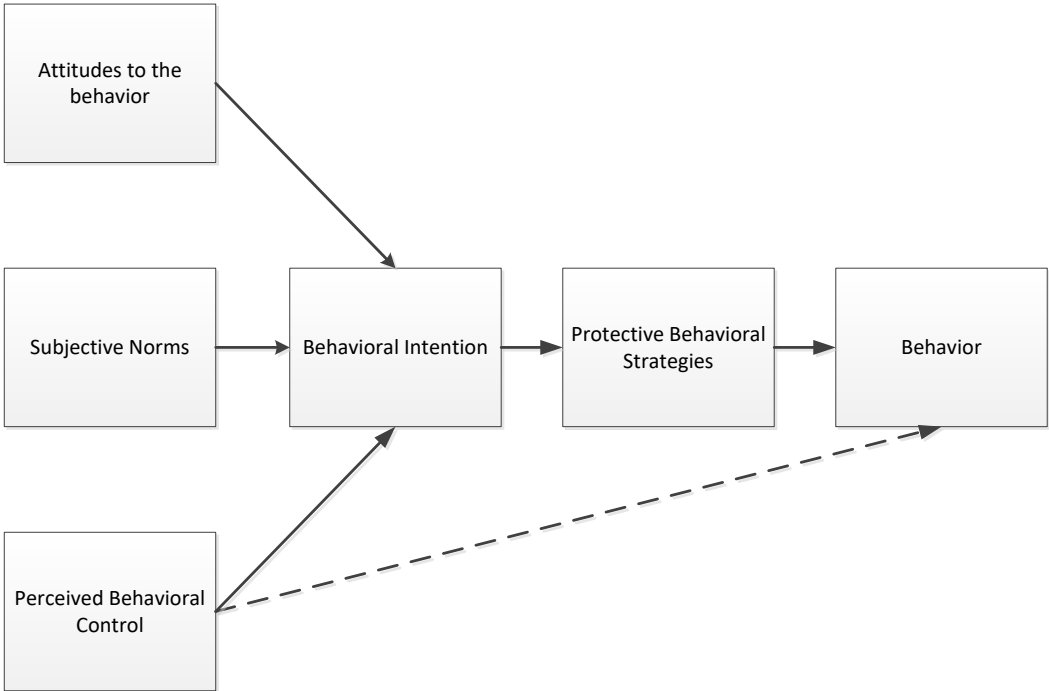 Attitudes to the
behavior
Subjective Norms
Behavioral Intention
Protective Behavioral
Strategies
Behavior
Perceived Behavioral
Control